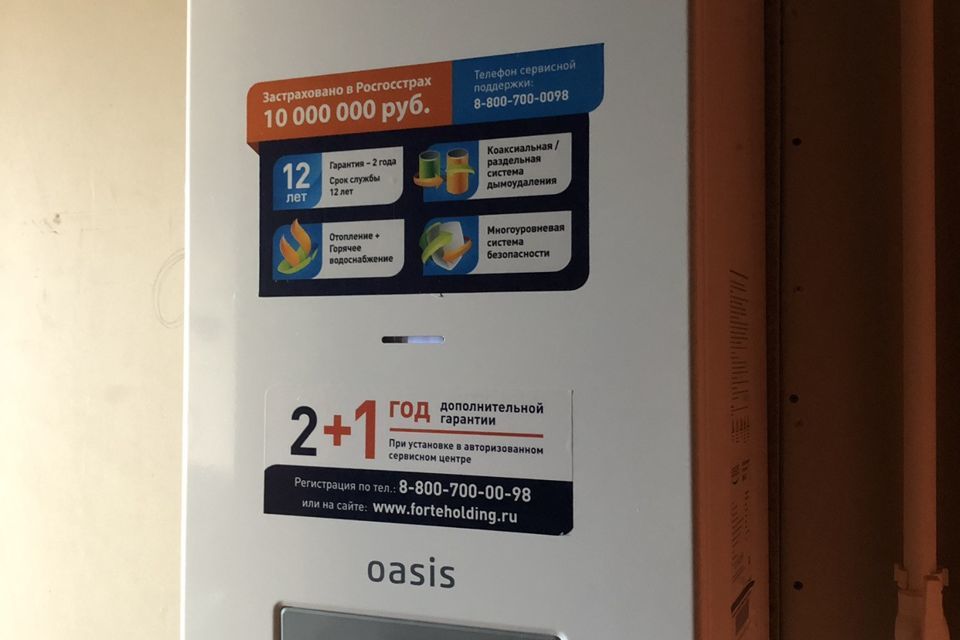 Застраховано в Росгосстрах
10 000 000 руб.
Телефон сервисной
поддержки:
8-800-700-0098
12
лет
Гарантия – 2 года
Срок службы
12 лет
Коаксиальная /
раздельная
система
дымоудаления
Отопление +
Горячее
водоснабжение
Многоуровневая
система
безопасности
2+1 год дополнительной
гарантии
При установке в авторизованном
сервисном центре
Регистрация по тел.: 8-800-700-00-98
или на сайте: www.forteholding.ru
oasis